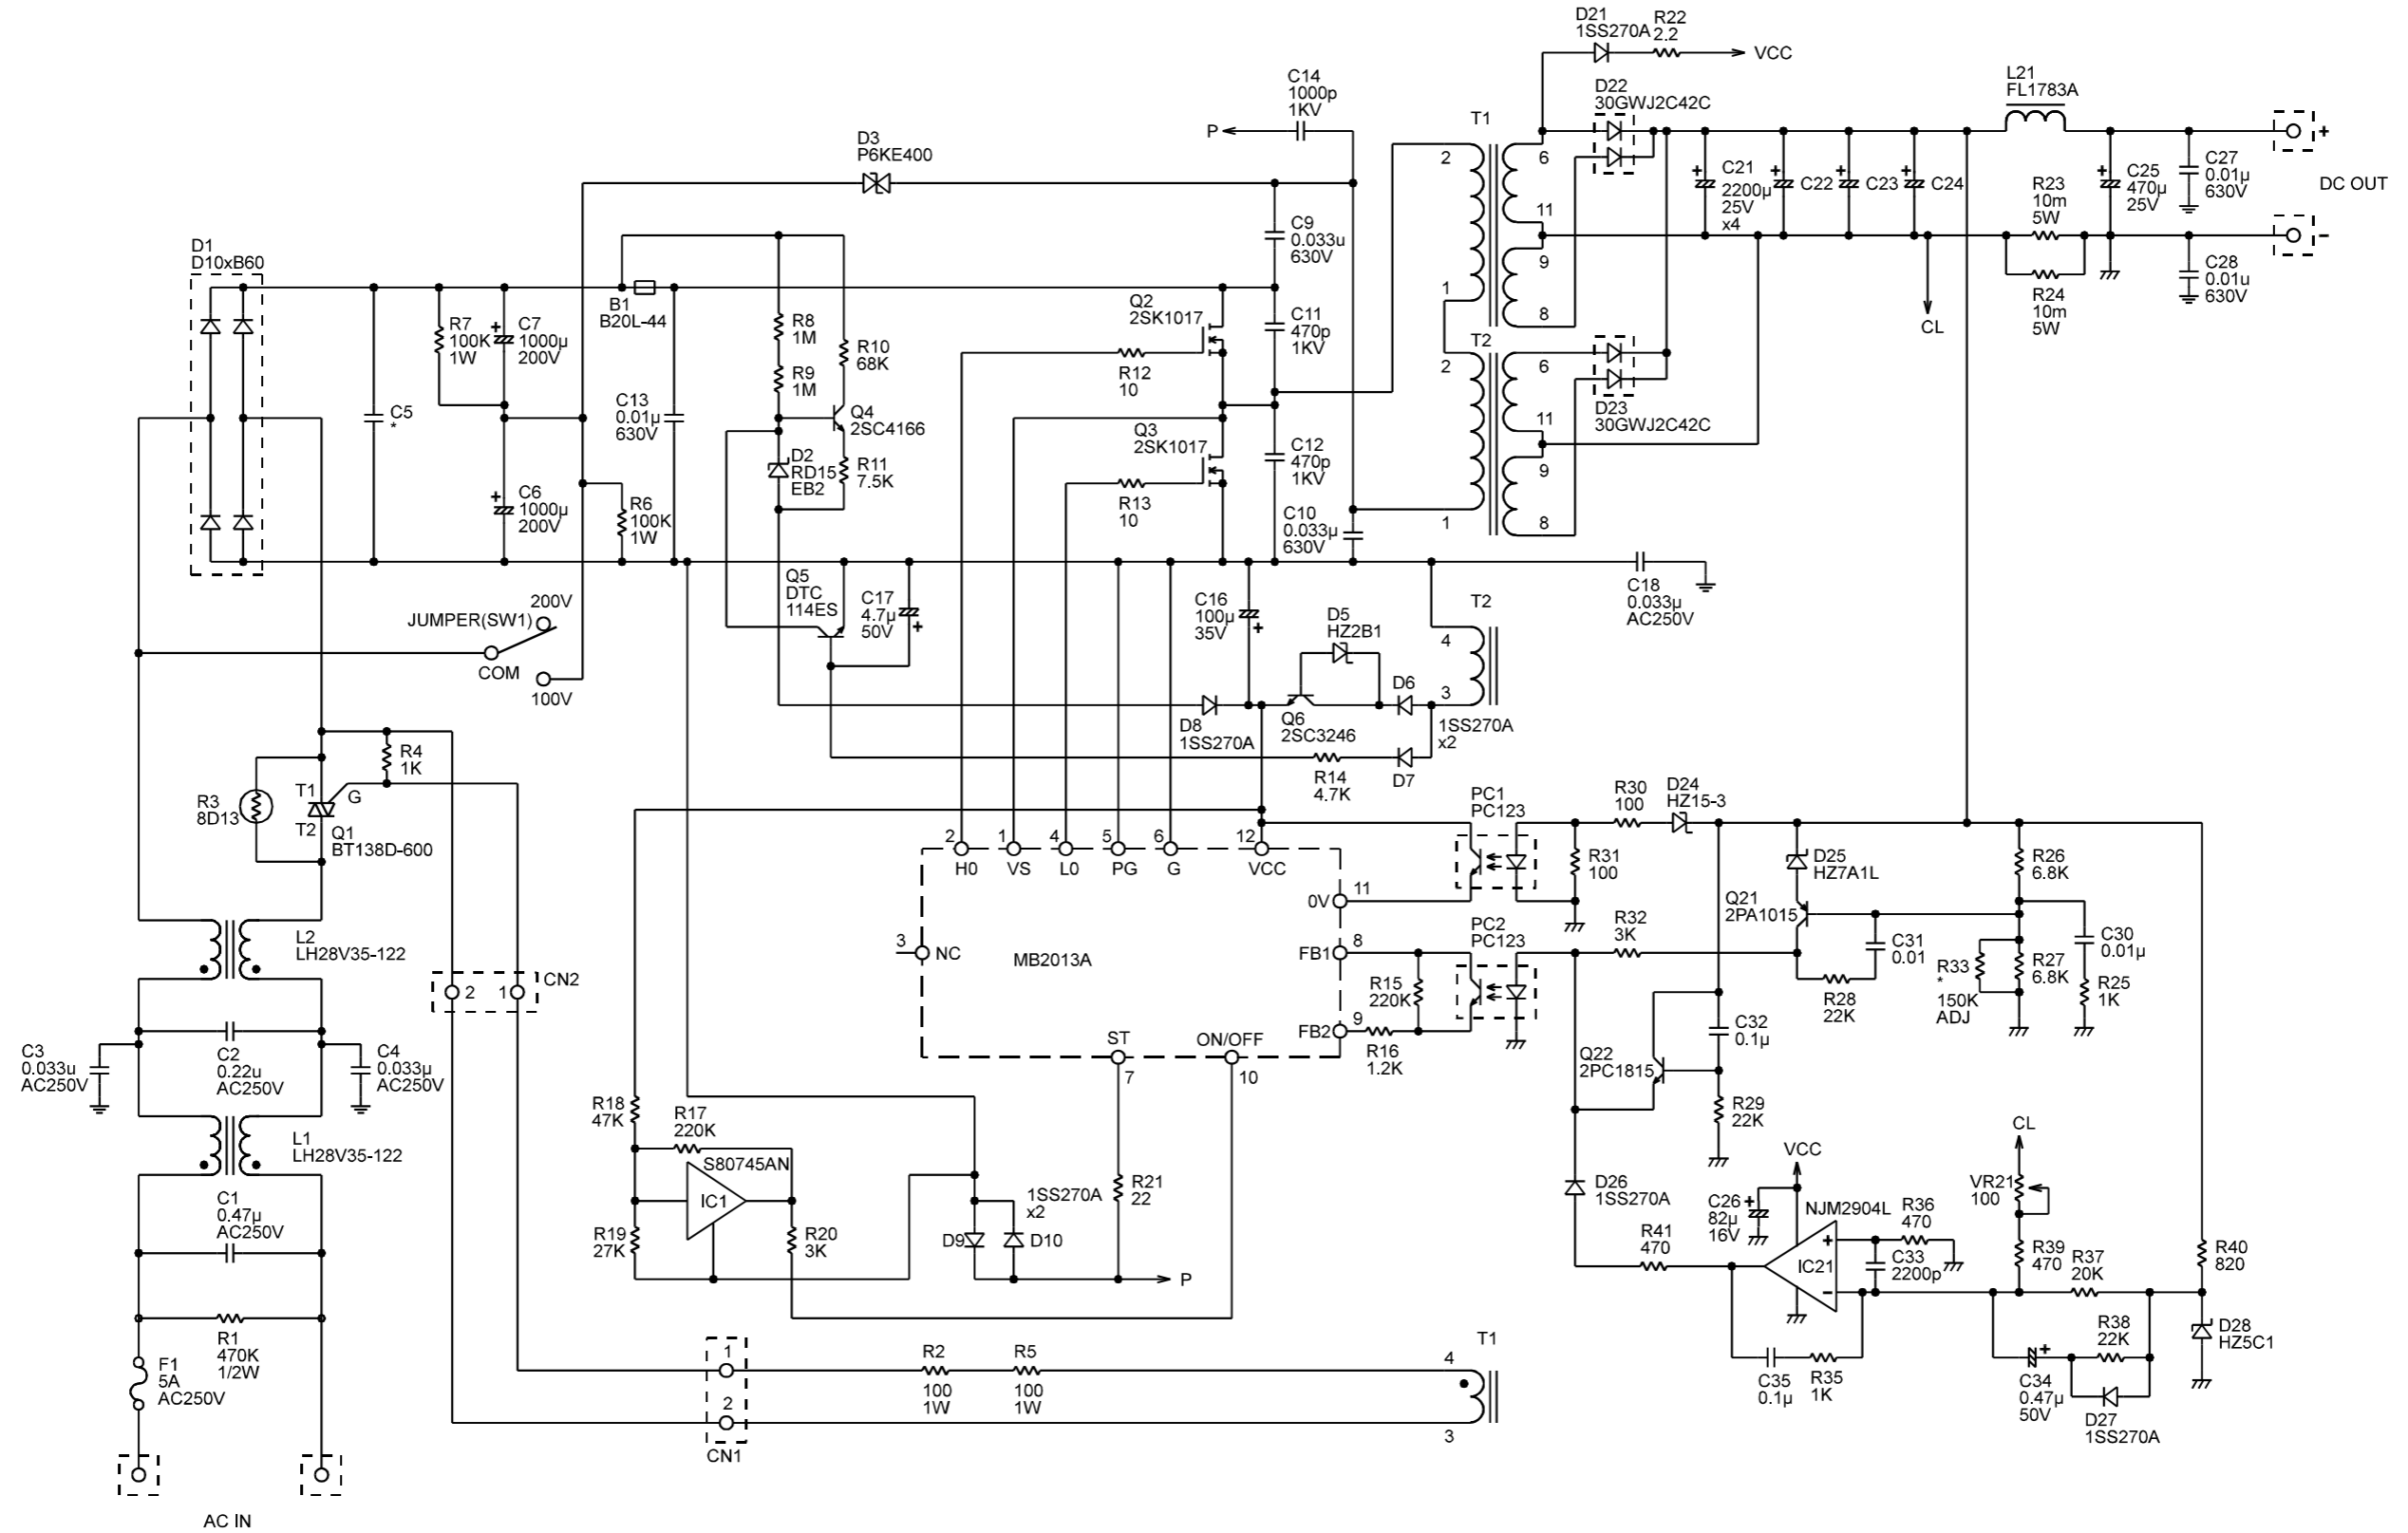 D21
1SS270A
R22
2.2
VCC
C14
1000p
1KV
P
D22
30GWJ2C42C
L21
FL1783A
T1
D3
P6KE400
2
6
+
C21
2200µ
25V
x4
+
C22
+
C23
+
C24
+
R23
10m
5W
+
C25
470µ
25V
C27
0.01µ
630V
DC OUT
11
C9
0.033u
630V
D1
D10xB60
9
-
C28
0.01u
630V
R24
10m
5W
CL
1
8
B1
B20L-44
Q2
2SK1017
R7
100K
1W
+
C7
1000µ
200V
R8
1M
R10
68K
C11
470p
1KV
T2
2
6
R9
1M
R12
10
C5
*
C13
0.01µ
630V
Q4
2SC4166
Q3
2SK1017
D23
30GWJ2C42C
11
C12
470p
1KV
D2
RD15
EB2
R11
7.5K
9
+
C6
1000µ
200V
R6
100K
1W
R13
10
C10
0.033µ
630V
1
8
Q5
DTC
114ES
C17
4.7µ
50V
+
C16
100µ
35V
+
D5
HZ2B1
T2
C18
0.033µ
AC250V
200V
JUMPER(SW1)
COM
100V
4
3
D6
D8
1SS270A
Q6
2SC3246
1SS270A
x2
R14
4.7K
D7
R4
1K
T1
G
T2
R3
8D13
Q1
BT138D-600
PC1
PC123
R30
100
D24
HZ15-3
2
1
4
5
6
12
H0
VS
L0
PG
G
VCC
R31
100
D25
HZ7A1L
R26
6.8K
0V
11
Q21
2PA1015
L2
LH28V35-122
3
NC
MB2013A
FB1
8
PC2
PC123
R32
3K
C31
0.01
C30
0.01µ
R33
*
150K
ADJ
R27
6.8K
R25
1K
CN2
2
1
R15
220K
R28
22K
FB2
9
R16
1.2K
C32
0.1µ
C3
0.033u
AC250V
C2
0.22u
AC250V
C4
0.033µ
AC250V
ST
7
ON/OFF
10
Q22
2PC1815
R29
22K
R18
47K
R17
220K
L1
LH28V35-122
S80745AN
IC1
CL
VCC
1SS270A
x2
R21
22
D26
1SS270A
VR21
100
C1
0.47µ
AC250V
C26
82µ
16V
+
NJM2904L
R36
470
R19
27K
R20
3K
D9
D10
P
R41
470
IC21
+
-
C33
2200p
R39
470
R37
20K
R40
820
R1
470K
1/2W
T1
R38
22K
D28
HZ5C1
F1
5A
AC250V
1
2
CN1
R2
100
1W
R5
100
1W
4
3
C35
0.1µ
R35
1K
+
C34
0.47µ
50V
D27
1SS270A
AC IN